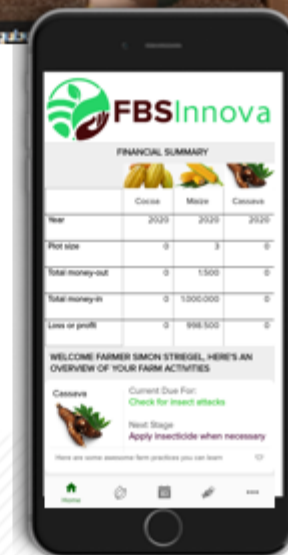 FBSInnova
FINANCIAL SUMMARY
Cocoa Maize Cassava
Year 2020 2020 2020
Plot size 0 3 0
Total money-out 0 1.500 0
Total money-in 0 1.000.000 0
Loss or profit 0 998.500 0
WELCOME FARMER SIMON STRIEGEL, HERE'S AN
OVERVIEW OF YOUR FARM ACTIVITIES
Cassava
Current Due For:
Check for insect attacks
Next Stage
Apply insecticide when necessary
Here are some awesome farm practices you can learn
Home